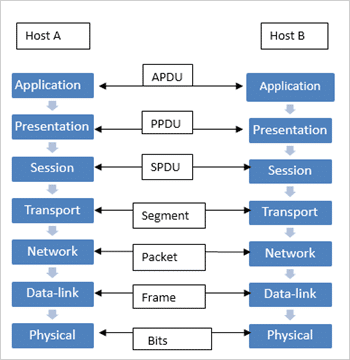 Host A
Host B
Application
APDU
Application
Presentation
PPDU
Presentation
Session
SPDU
Session
Transport
Segment
Transport
Network
Packet
Network
Data-link
Frame
Data-link
Physical
Bits
Physical